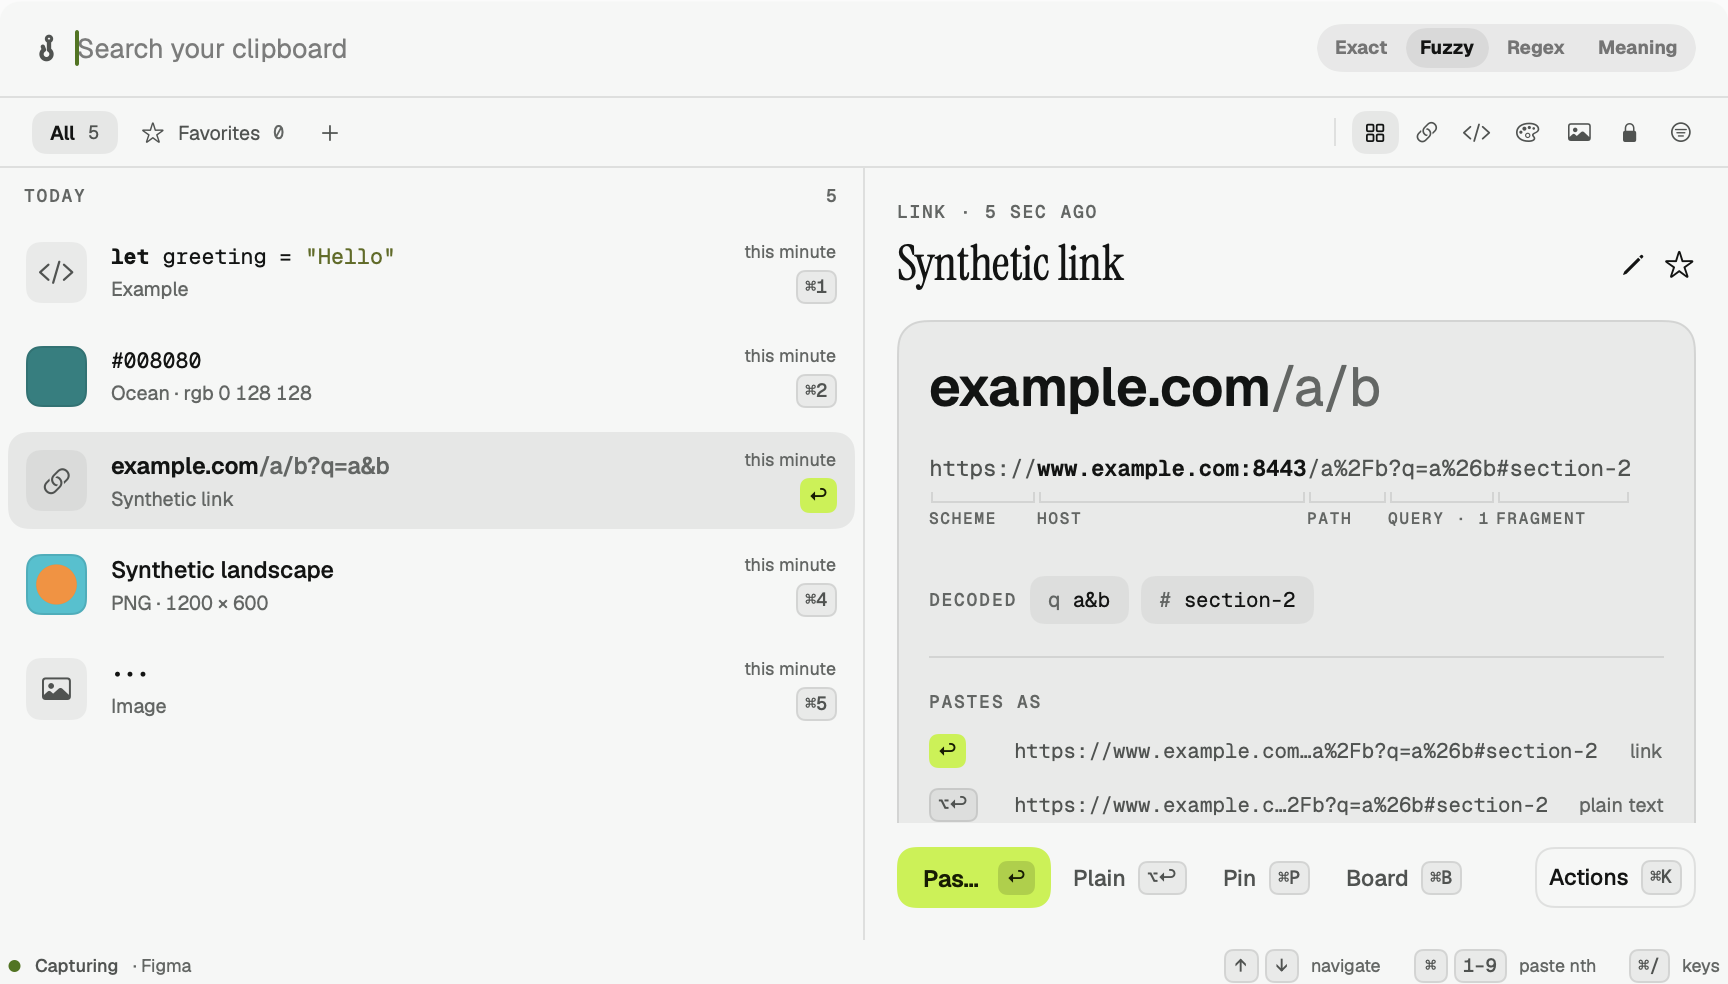 Search your clipboard
Exact Fuzzy Regex Meaning
All 5 Favorites 0 +
TODAY 5
let greeting = "Hello" this minute
Example ⌘1
#008080 this minute
Ocean · rgb 0 128 128 ⌘2
example.com/a/b?q=a&b this minute
Synthetic link ↩
Synthetic landscape this minute
PNG · 1200 × 600 ⌘4
... this minute
Image ⌘5
LINK · 5 SEC AGO
Synthetic link
example.com/a/b
https://www.example.com:8443/a%2Fb?q=a%26b#section-2
SCHEME HOST PATH QUERY · 1 FRAGMENT
DECODED q a&b # section-2
PASTES AS
↩ https://www.example.com…a%2Fb?q=a%26b#section-2 link
⌥↩ https://www.example.c…2Fb?q=a%26b#section-2 plain text
Pas… ↩ Plain ⌥↩ Pin ⌘P Board ⌘B Actions ⌘K
Capturing · Figma ↑ ↓ navigate ⌘ 1–9 paste nth ⌘/ keys